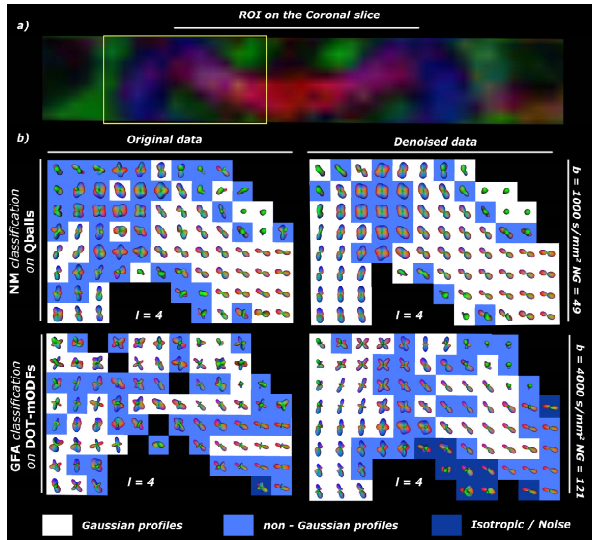 ROI on the Coronal slice
a)
b)
Original data
Denoised data
NM classification
on Qballs
l = 4
l = 4
b = 1000 s/mm² NG = 49
GFA classification
on DOT-mODFs
l = 4
l = 4
b = 4000 s/mm² NG = 121
Gaussian profiles
non - Gaussian profiles
Isotropic / Noise